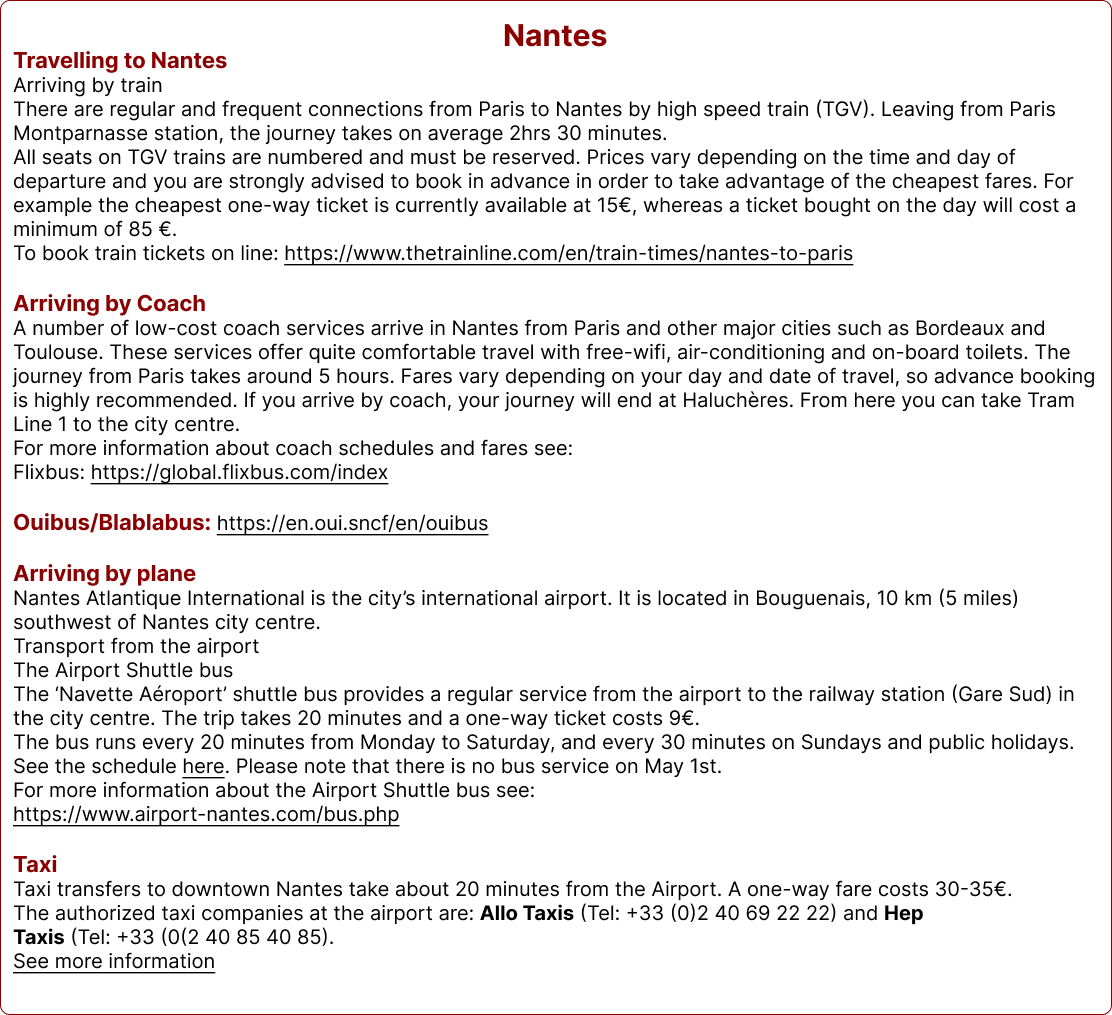 Nantes
Travelling to Nantes
Arriving by train
There are regular and frequent connections from Paris to Nantes by high speed train (TGV). Leaving from Paris
Montparnasse station, the journey takes on average 2hrs 30 minutes.
All seats on TGV trains are numbered and must be reserved. Prices vary depending on the time and day of
departure and you are strongly advised to book in advance in order to take advantage of the cheapest fares. For
example the cheapest one-way ticket is currently available at 15€, whereas a ticket bought on the day will cost a
minimum of 85 €.
To book train tickets on line: https://www.thetrainline.com/en/train-times/nantes-to-paris
Arriving by Coach
A number of low-cost coach services arrive in Nantes from Paris and other major cities such as Bordeaux and
Toulouse. These services offer quite comfortable travel with free-wifi, air-conditioning and on-board toilets. The
journey from Paris takes around 5 hours. Fares vary depending on your day and date of travel, so advance booking
is highly recommended. If you arrive by coach, your journey will end at Haluchères. From here you can take Tram
Line 1 to the city centre.
For more information about coach schedules and fares see:
Flixbus: https://global.flixbus.com/index
Ouibus/Blablabus: https://en.oui.sncf/en/ouibus
Arriving by plane
Nantes Atlantique International is the city’s international airport. It is located in Bouguenais, 10 km (5 miles)
southwest of Nantes city centre.
Transport from the airport
The Airport Shuttle bus
The ‘Navette Aéroport’ shuttle bus provides a regular service from the airport to the railway station (Gare Sud) in
the city centre. The trip takes 20 minutes and a one-way ticket costs 9€.
The bus runs every 20 minutes from Monday to Saturday, and every 30 minutes on Sundays and public holidays.
See the schedule here. Please note that there is no bus service on May 1st.
For more information about the Airport Shuttle bus see:
https://www.airport-nantes.com/bus.php
Taxi
Taxi transfers to downtown Nantes take about 20 minutes from the Airport. A one-way fare costs 30-35€.
The authorized taxi companies at the airport are: Allo Taxis (Tel: +33 (0)2 40 69 22 22) and Hep
Taxis (Tel: +33 (0(2 40 85 40 85).
See more information